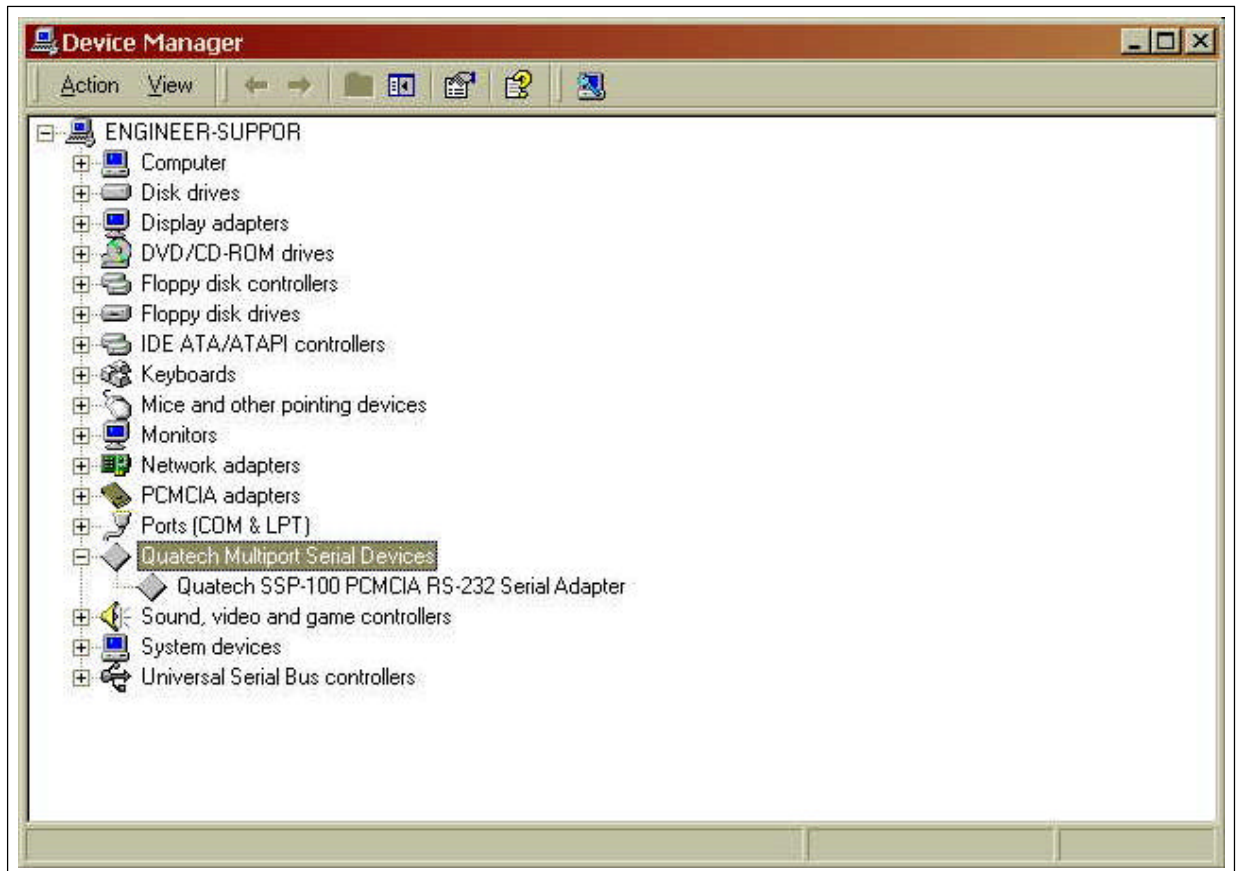 Device Manager
Action View
ENGINEER-SUPPOR
Computer
Disk drives
Display adapters
DVD/CD-ROM drives
Floppy disk controllers
Floppy disk drives
IDE ATA/ATAPI controllers
Keyboards
Mice and other pointing devices
Monitors
Network adapters
PCMCIA adapters
Ports (COM & LPT)
Quatech Multiport Serial Devices
Quatech SSP-100 PCMCIA RS-232 Serial Adapter
Sound, video and game controllers
System devices
Universal Serial Bus controllers